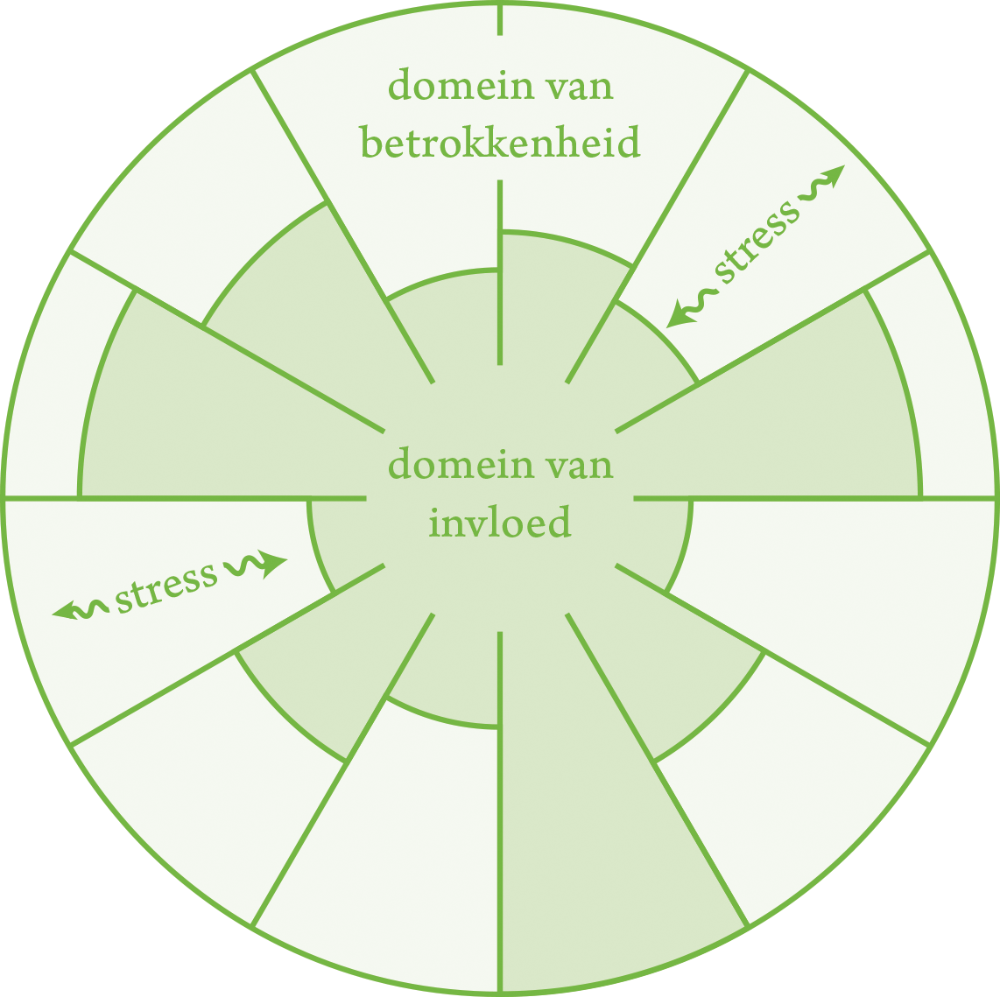 domein van
betrokkenheid
stress
domein van
invloed
stress